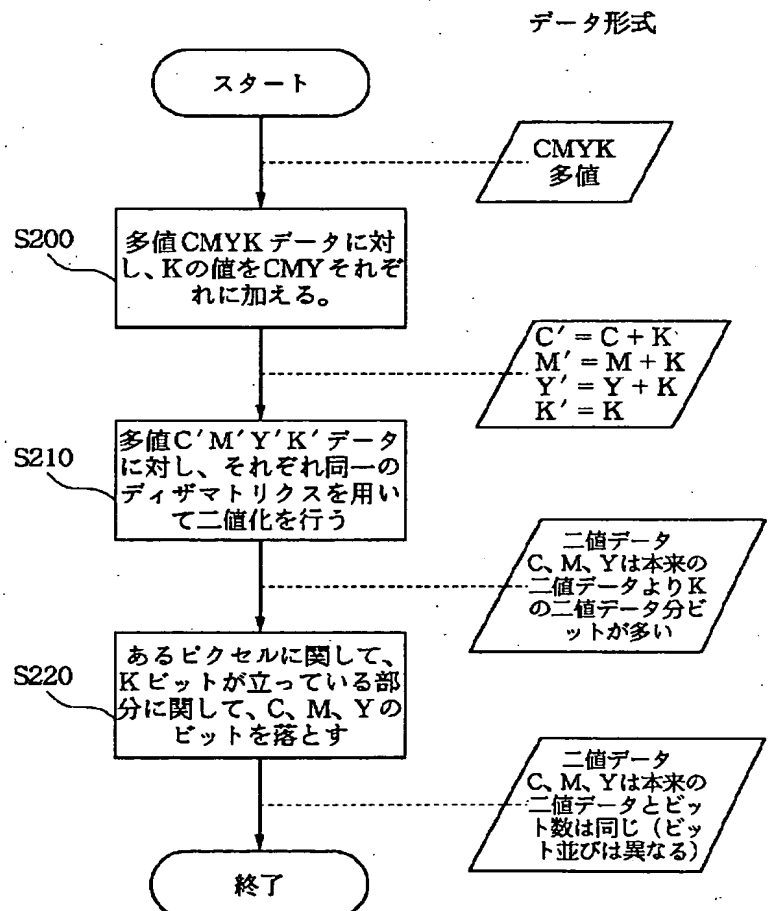 データ形式
スタート
CMYK
多値
S200
多値CMYKデータに対
し、Kの値をCMYそれぞ
れに加える。
C′＝C＋K
M′＝M＋K
Y′＝Y＋K
K′＝K
S210
多値C′M′Y′K′データ
に対し、それぞれ同一の
ディザマトリクスを用い
て二値化を行う
二値データ
C、M、Yは本来の
二値データよりK
の二値データ分ビ
ットが多い
S220
あるピクセルに関して、
Kビットが立っている部
分に関して、C、M、Yの
ビットを落とす
二値データ
C、M、Yは本来の
二値データとビッ
ト数は同じ（ビッ
ト並びは異なる）
終了